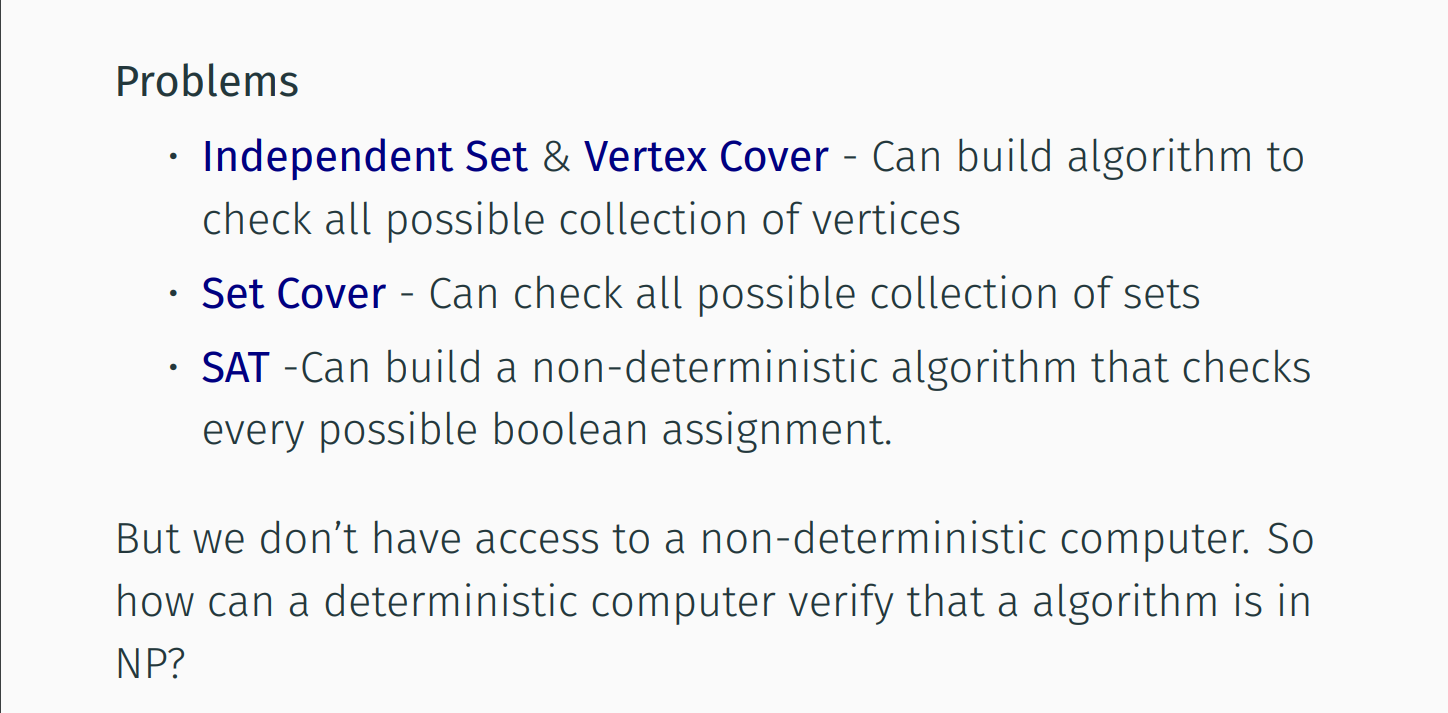 Problems
• Independent Set & Vertex Cover - Can build algorithm to
check all possible collection of vertices
• Set Cover - Can check all possible collection of sets
• SAT -Can build a non-deterministic algorithm that checks
every possible boolean assignment.
But we don’t have access to a non-deterministic computer. So
how can a deterministic computer verify that a algorithm is in
NP?